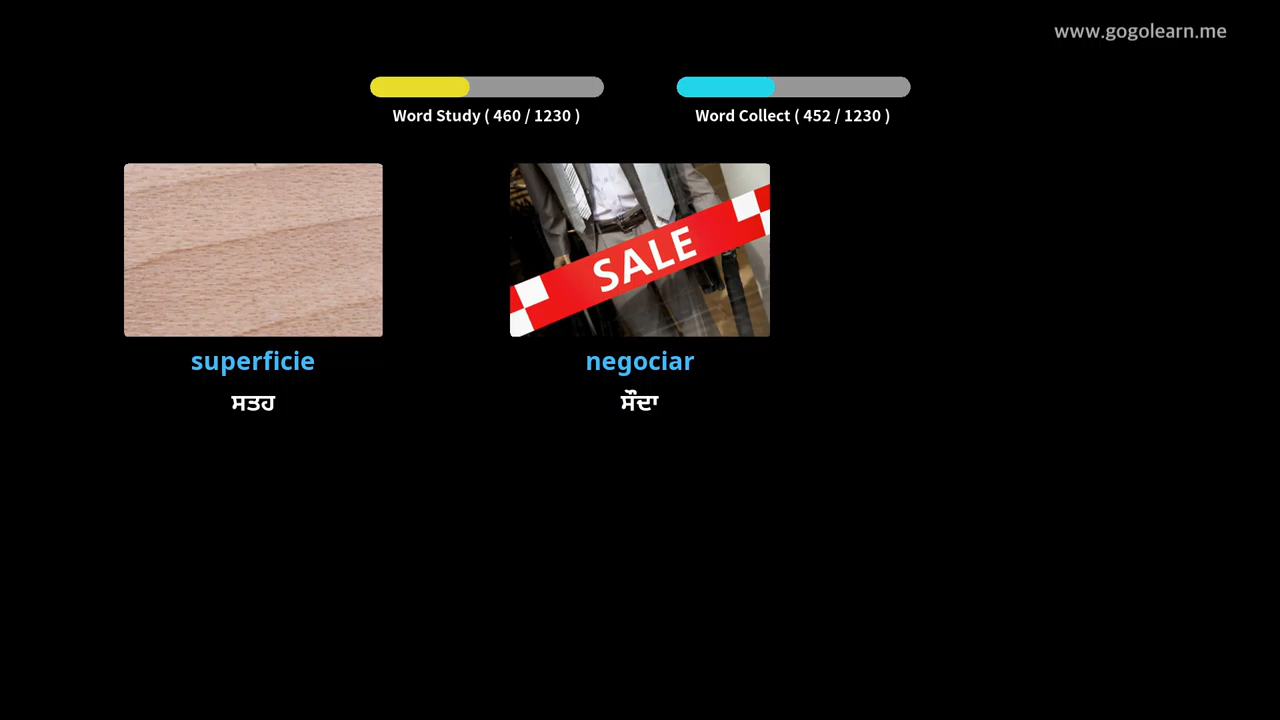 www.gogolearn.me
Word Study ( 460 / 1230 )
Word Collect ( 452 / 1230 )
SALE
superficie
negociar
ਸਤਹ
ਸੌਦਾ